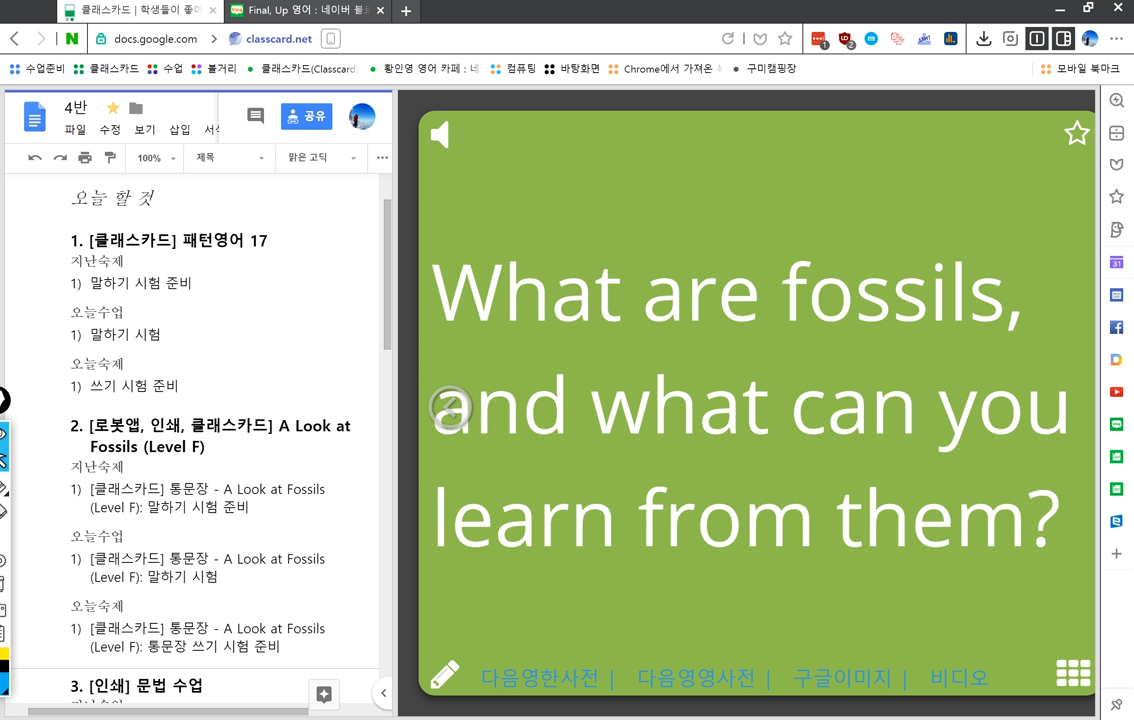 클래스카드 | 학생들이 좋아
Final, Up 영어 : 네이버 블로
docs.google.com
classcard.net
수업준비
클래스카드
수업
볼거리
클래스카드(Classcard
황인영 영어 카페 : 네
컴퓨팅
바탕화면
Chrome에서 가져온
구미캠핑장
모바일 북마크
4반
파일 수정 보기 삽입 서식
공유
100% 제목 맑은 고딕
오늘 할 것
1. [클래스카드] 패턴영어 17
지난숙제
1) 말하기 시험 준비
오늘수업
1) 말하기 시험
오늘숙제
1) 쓰기 시험 준비
2. [로봇앱, 인쇄, 클래스카드] A Look at
Fossils (Level F)
지난숙제
1) [클래스카드] 통문장 - A Look at Fossils
(Level F): 말하기 시험 준비
오늘수업
1) [클래스카드] 통문장 - A Look at Fossils
(Level F): 말하기 시험
오늘숙제
1) [클래스카드] 통문장 - A Look at Fossils
(Level F): 통문장 쓰기 시험 준비
3. [인쇄] 문법 수업
What are fossils,
and what can you
learn from them?
다음영한사전 | 다음영영사전 | 구글이미지 | 비디오